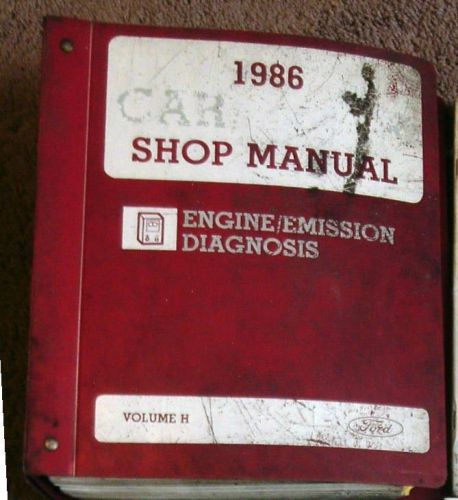 1986
CAR
SHOP MANUAL
ENGINE/EMISSION
DIAGNOSIS
VOLUME H
Ford